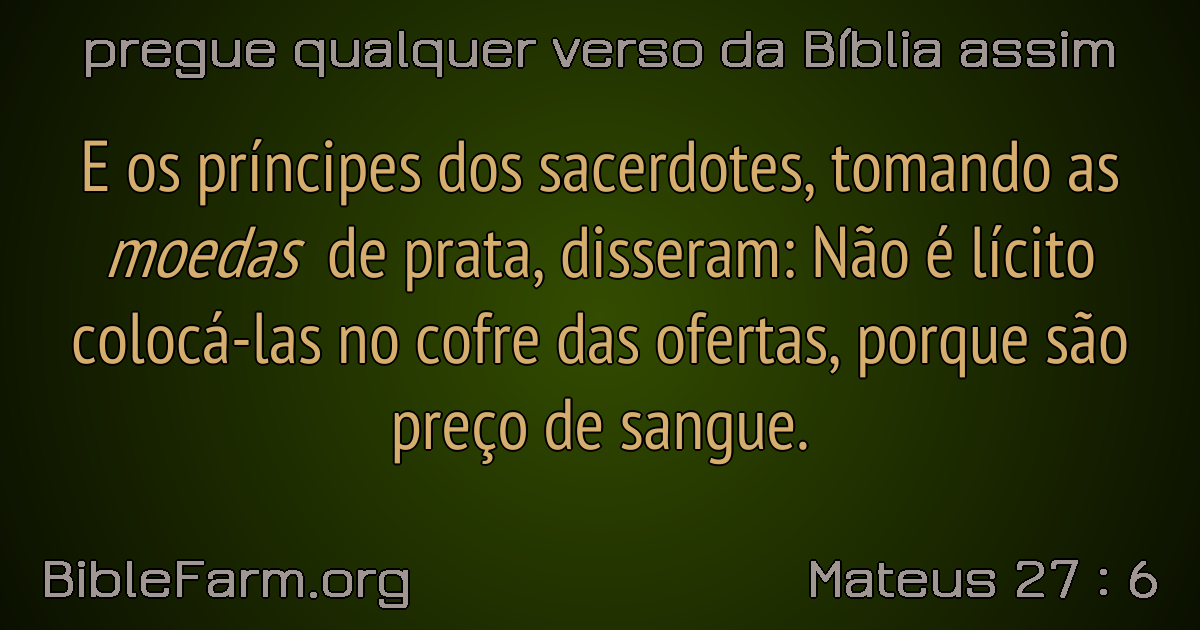 pregue qualquer verso da Bíblia assim
E os príncipes dos sacerdotes, tomando as
moedas de prata, disseram: Não é lícito
colocá-las no cofre das ofertas, porque são
preço de sangue.
BibleFarm.org
Mateus 27 : 6